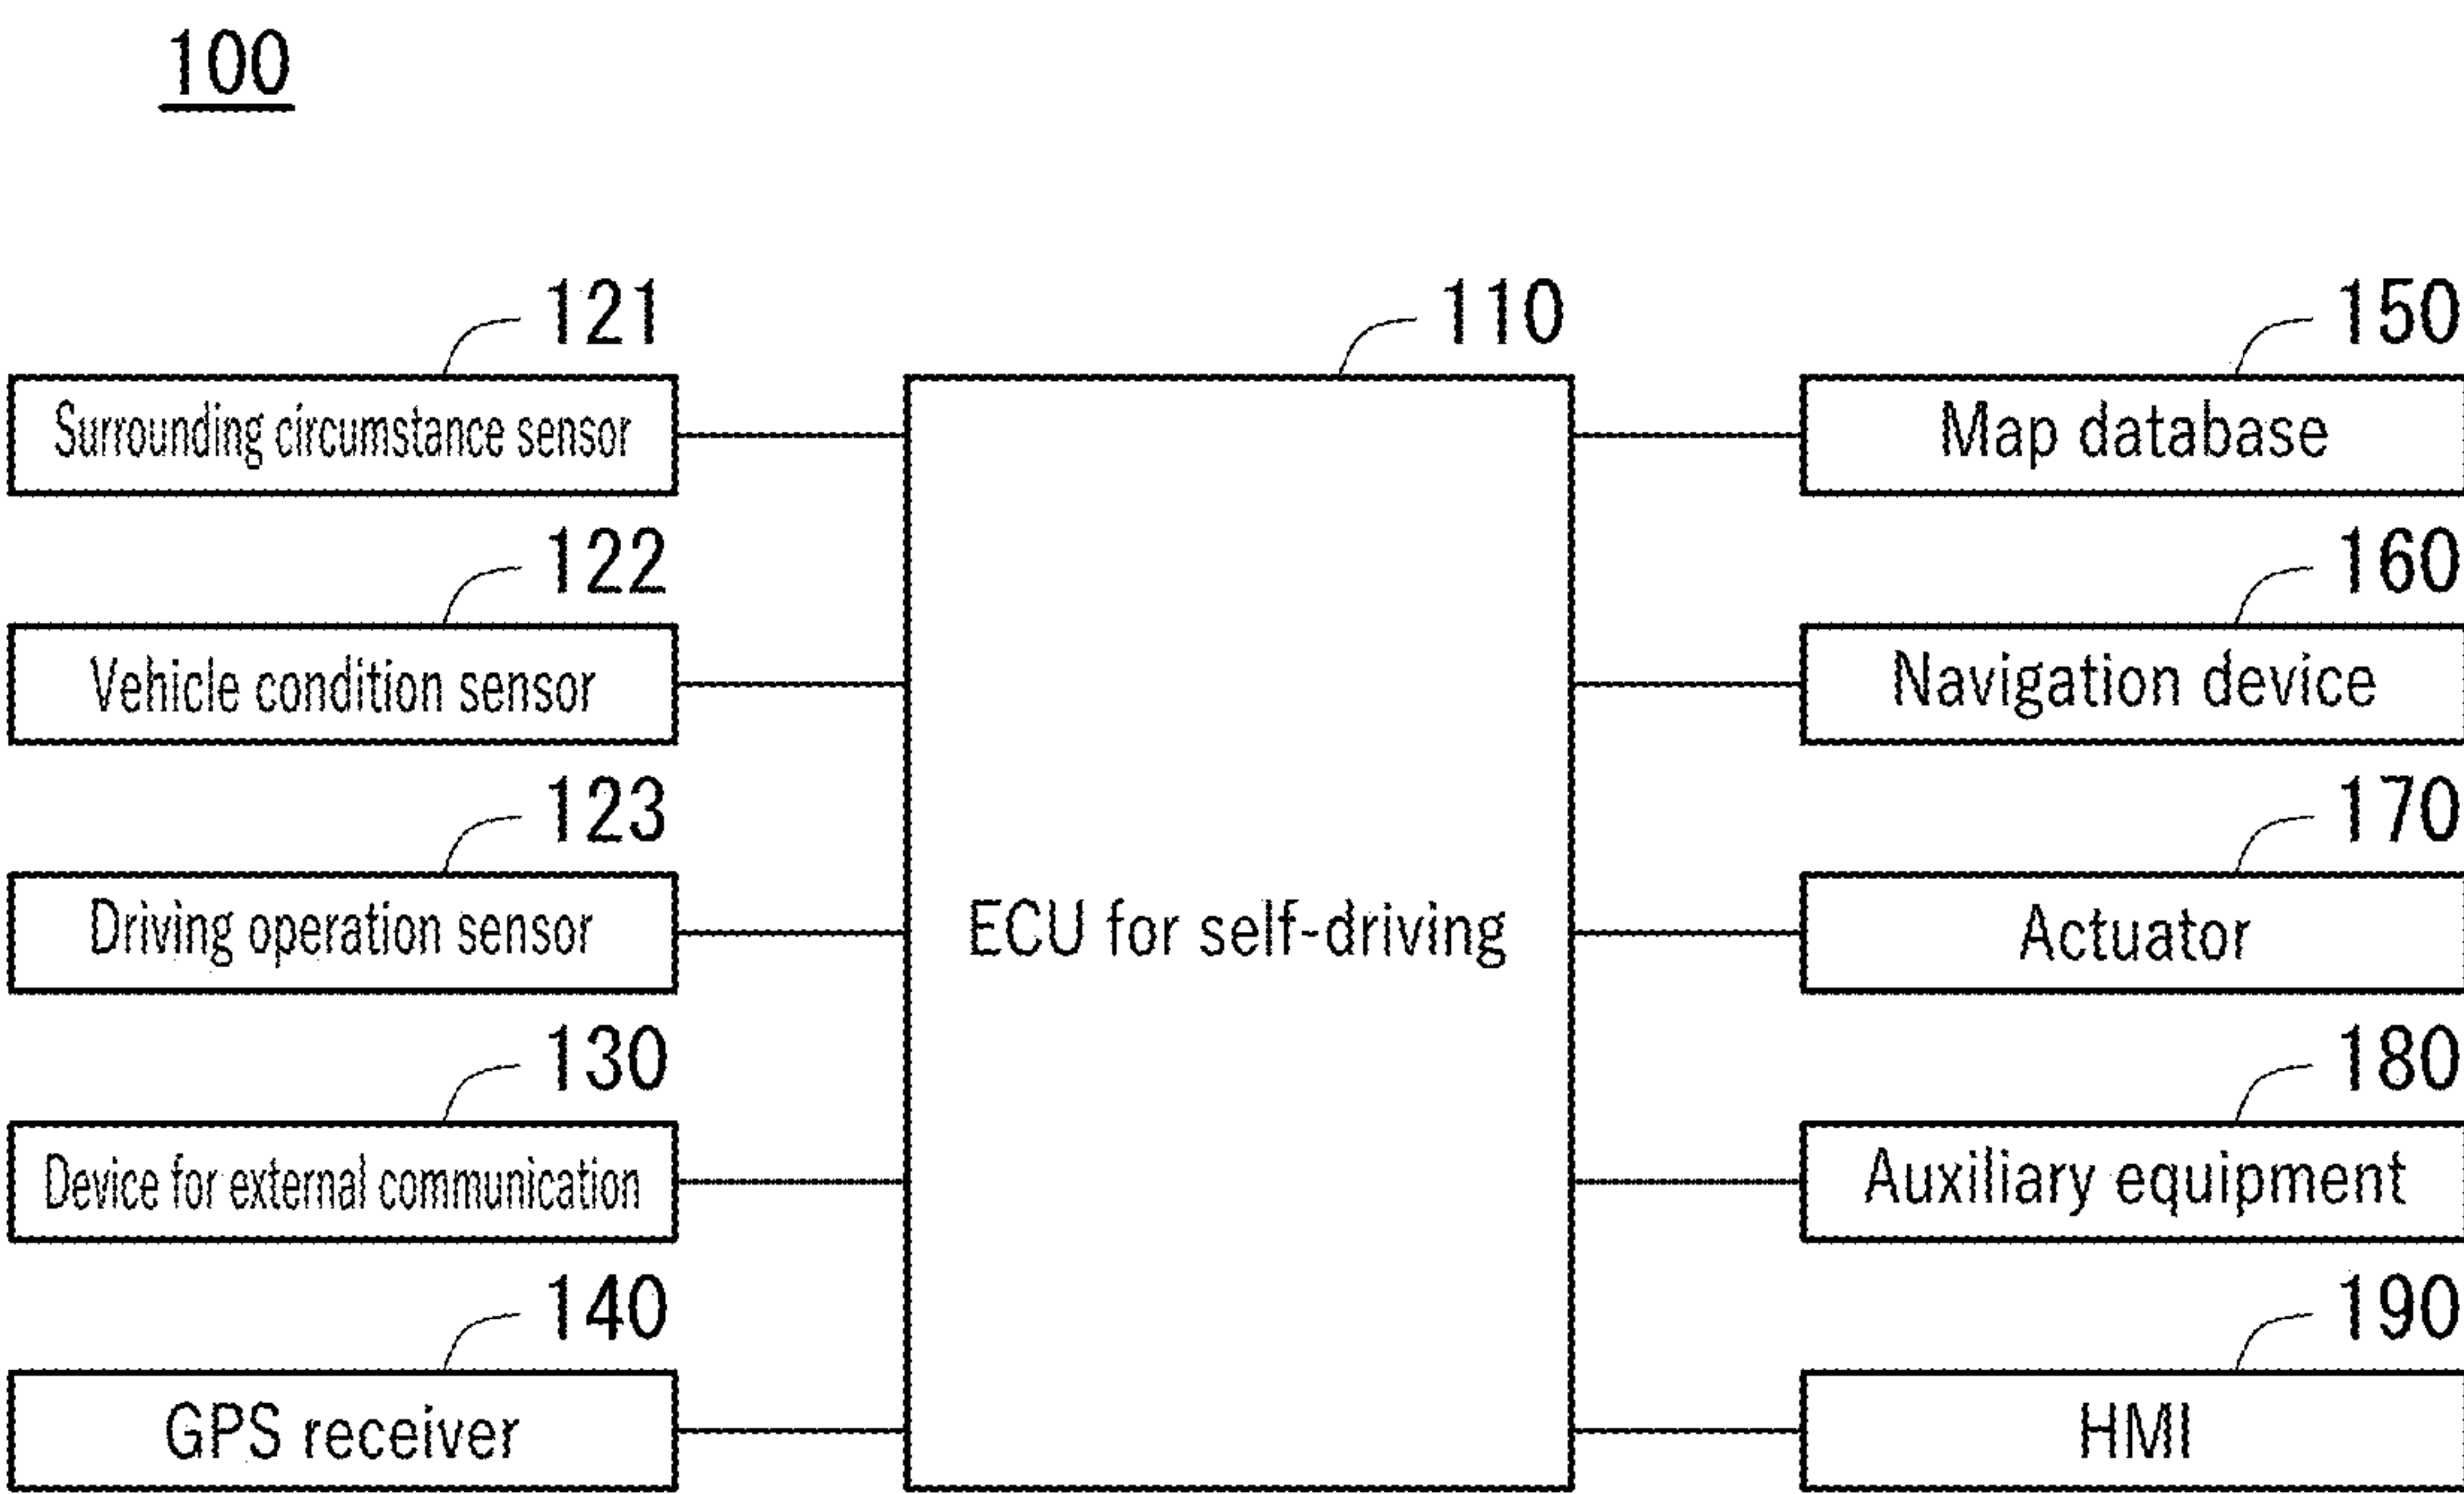 100
121
110
150
Surrounding circumstance sensor
Map database
122
160
Vehicle condition sensor
Navigation device
123
170
Driving operation sensor
ECU for self-driving
Actuator
130
180
Device for external communication
Auxiliary equipment
140
190
GPS receiver
HMI